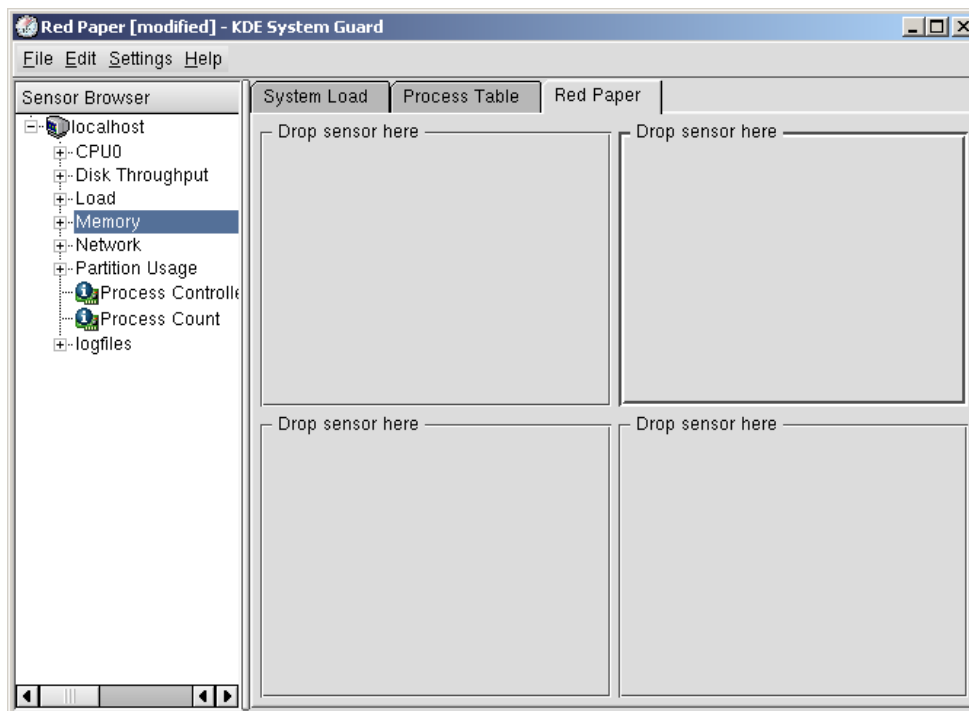 Red Paper [modified] - KDE System Guard
File Edit Settings Help
Sensor Browser
localhost
CPU0
Disk Throughput
Load
Memory
Network
Partition Usage
Process Controlle
Process Count
logfiles
System Load Process Table Red Paper
Drop sensor here Drop sensor here
Drop sensor here Drop sensor here